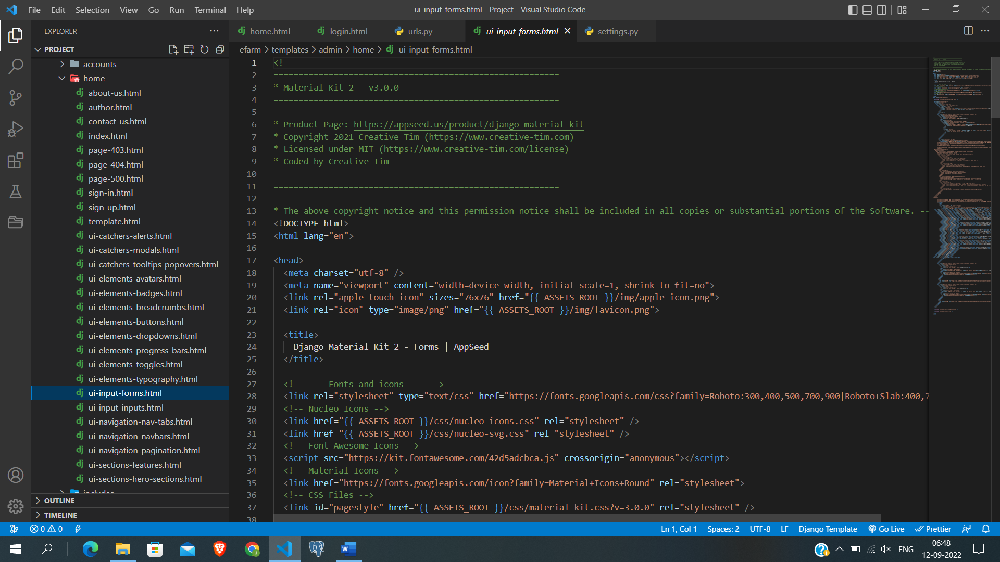 File Edit Selection View Go Run Terminal Help
ui-input-forms.html - Project - Visual Studio Code
EXPLORER
home.html login.html urls.py ui-input-forms.html settings.py
PROJECT
efarm > templates > admin > home > ui-input-forms.html
accounts
home
about-us.html
author.html
contact-us.html
index.html
page-403.html
page-404.html
page-500.html
sign-in.html
sign-up.html
template.html
ui-catchers-alerts.html
ui-catchers-modals.html
ui-catchers-tooltips-popovers.html
ui-elements-avatars.html
ui-elements-badges.html
ui-elements-breadcrumbs.html
ui-elements-buttons.html
ui-elements-dropdowns.html
ui-elements-progress-bars.html
ui-elements-toggles.html
ui-elements-typography.html
ui-input-forms.html
ui-input-inputs.html
ui-navigation-nav-tabs.html
ui-navigation-navbars.html
ui-navigation-pagination.html
ui-sections-features.html
ui-sections-hero-sections.html
includes
OUTLINE
TIMELINE
1 <!--
2 =========================================================
3 * Material Kit 2 - v3.0.0
4 =========================================================
5
6 * Product Page: https://appseed.us/product/django-material-kit
7 * Copyright 2021 Creative Tim (https://www.creative-tim.com)
8 * Licensed under MIT (https://www.creative-tim.com/license)
9 * Coded by Creative Tim
10
11 =========================================================
12
13 * The above copyright notice and this permission notice shall be included in all copies or substantial portions of the Software. --
14 <!DOCTYPE html>
15 <html lang="en">
16
17 <head>
18 <meta charset="utf-8" />
19 <meta name="viewport" content="width=device-width, initial-scale=1, shrink-to-fit=no">
20 <link rel="apple-touch-icon" sizes="76x76" href="{{ ASSETS_ROOT }}/img/apple-icon.png">
21 <link rel="icon" type="image/png" href="{{ ASSETS_ROOT }}/img/favicon.png">
22
23 <title>
24 Django Material Kit 2 - Forms | AppSeed
25 </title>
26
27 <!--     Fonts and icons     -->
28 <link rel="stylesheet" type="text/css" href="https://fonts.googleapis.com/css?family=Roboto:300,400,500,700,900|Roboto+Slab:400,7
29 <!-- Nucleo Icons -->
30 <link href="{{ ASSETS_ROOT }}/css/nucleo-icons.css" rel="stylesheet" />
31 <link href="{{ ASSETS_ROOT }}/css/nucleo-svg.css" rel="stylesheet" />
32 <!-- Font Awesome Icons -->
33 <script src="https://kit.fontawesome.com/42d5adcbca.js" crossorigin="anonymous"></script>
34 <!-- Material Icons -->
35 <link href="https://fonts.googleapis.com/icon?family=Material+Icons+Round" rel="stylesheet">
36 <!-- CSS Files -->
37 <link id="pagestyle" href="{{ ASSETS_ROOT }}/css/material-kit.css?v=3.0.0" rel="stylesheet" />
38
0 0 Ln 1, Col 1 Spaces: 2 UTF-8 LF Django Template Go Live Prettier
ENG 06:48
12-09-2022